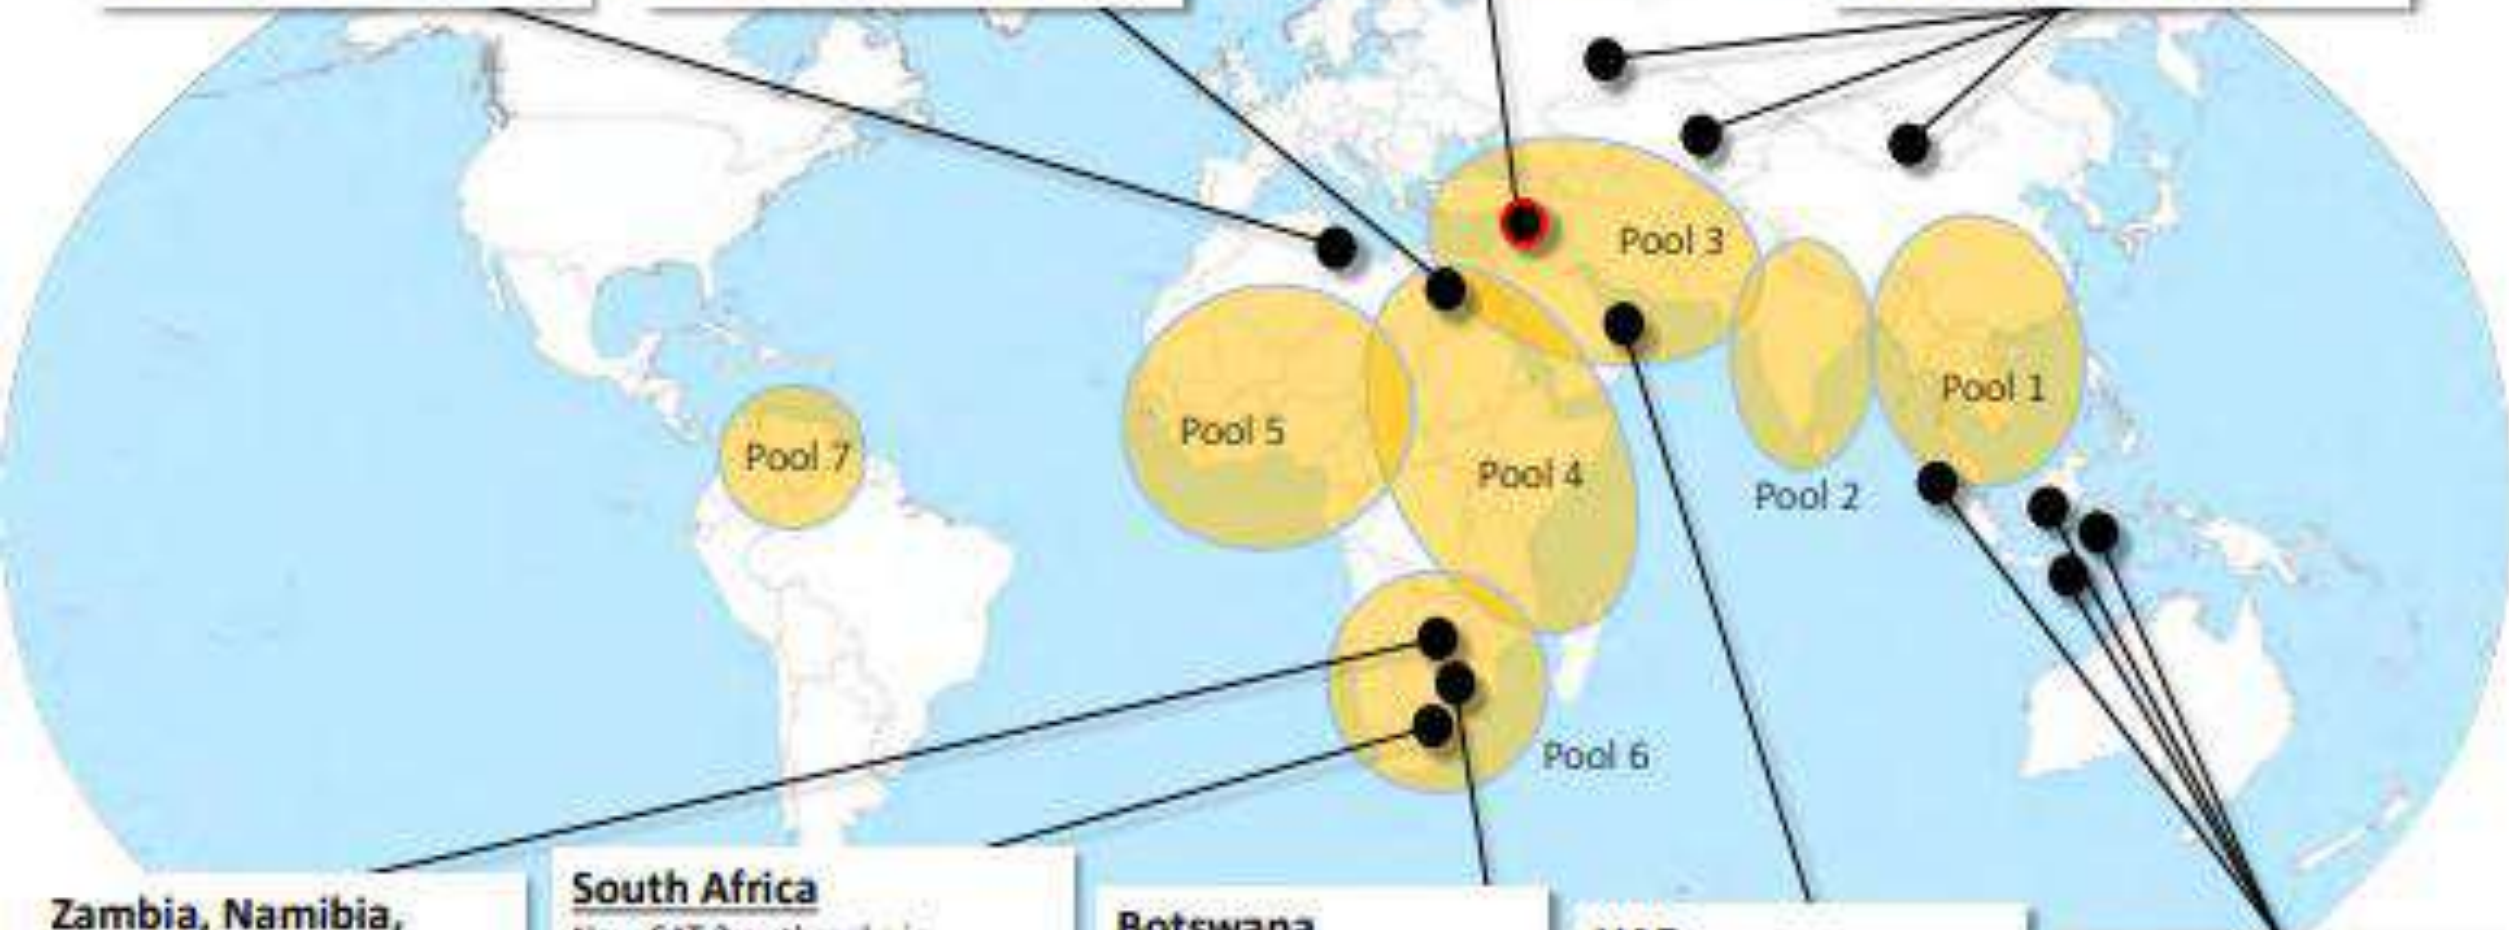 Pool 3
Pool 1
Pool 5
Pool 7
Pool 4
Pool 2
Pool 6
South Africa
Zambia, Namibia,
Botswana